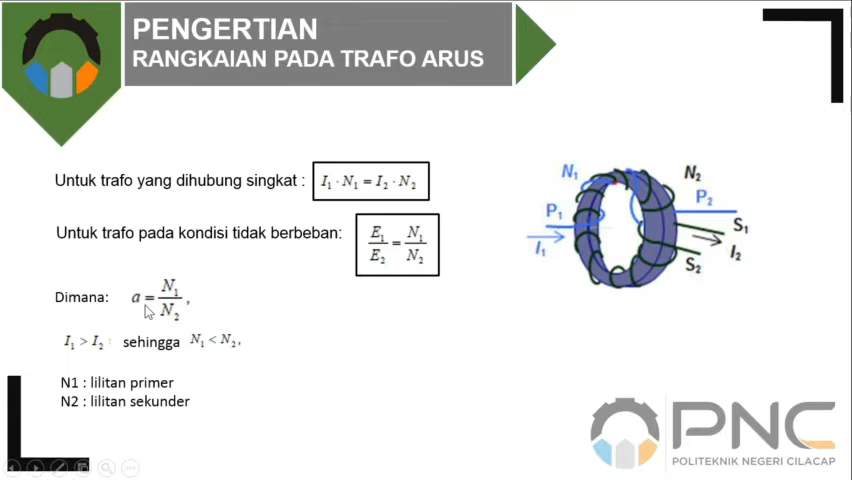 PENGERTIAN
RANGKAIAN PADA TRAFO ARUS
Untuk trafo yang dihubung singkat : I₁ · N₁ = I₂ · N₂
Untuk trafo pada kondisi tidak berbeban: E₁/E₂ = N₁/N₂
Dimana: a = N₁/N₂ ,
I₁ > I₂ : sehingga N₁ < N₂,
N1 : lilitan primer
N2 : lilitan sekunder
N₁
N₂
P₁
P₂
I₁
S₁
I₂
S₂
PNC
POLITEKNIK NEGERI CILACAP